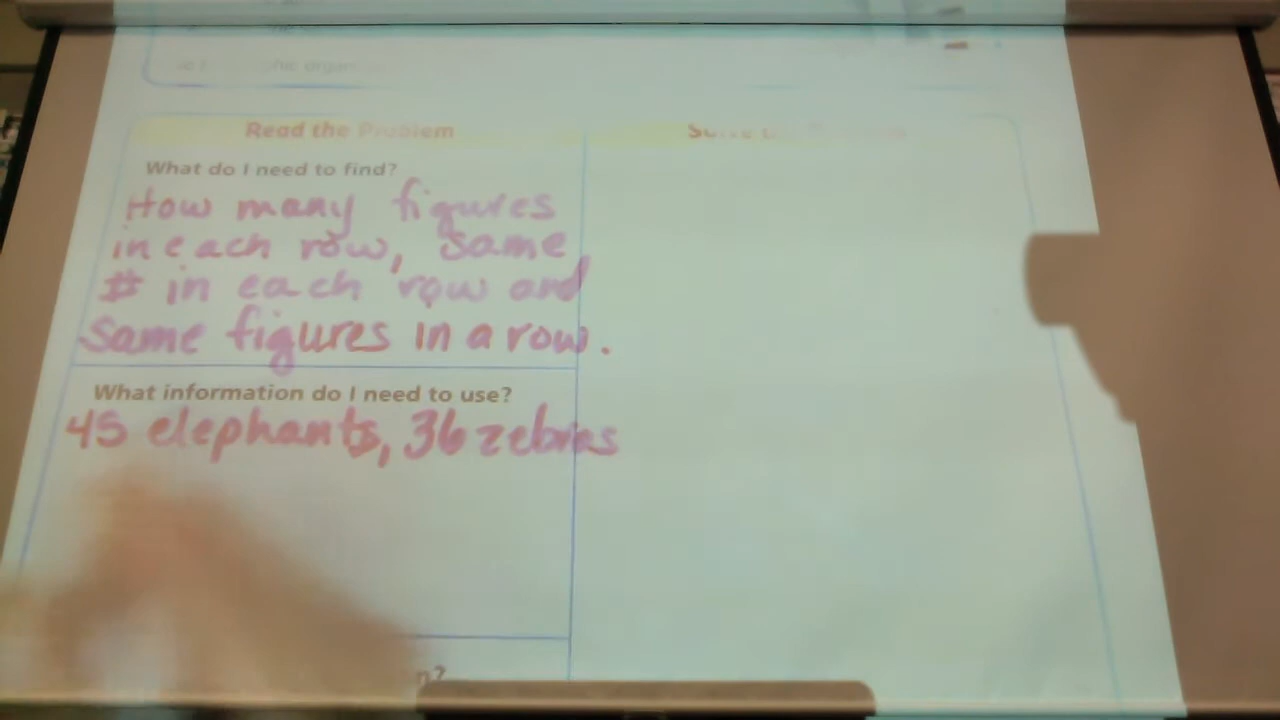 Read the Problem
What do I need to find?
How many figures
in each row, same
# in each row and
same figures in a row.
What information do I need to use?
45 elephants, 36 zebras